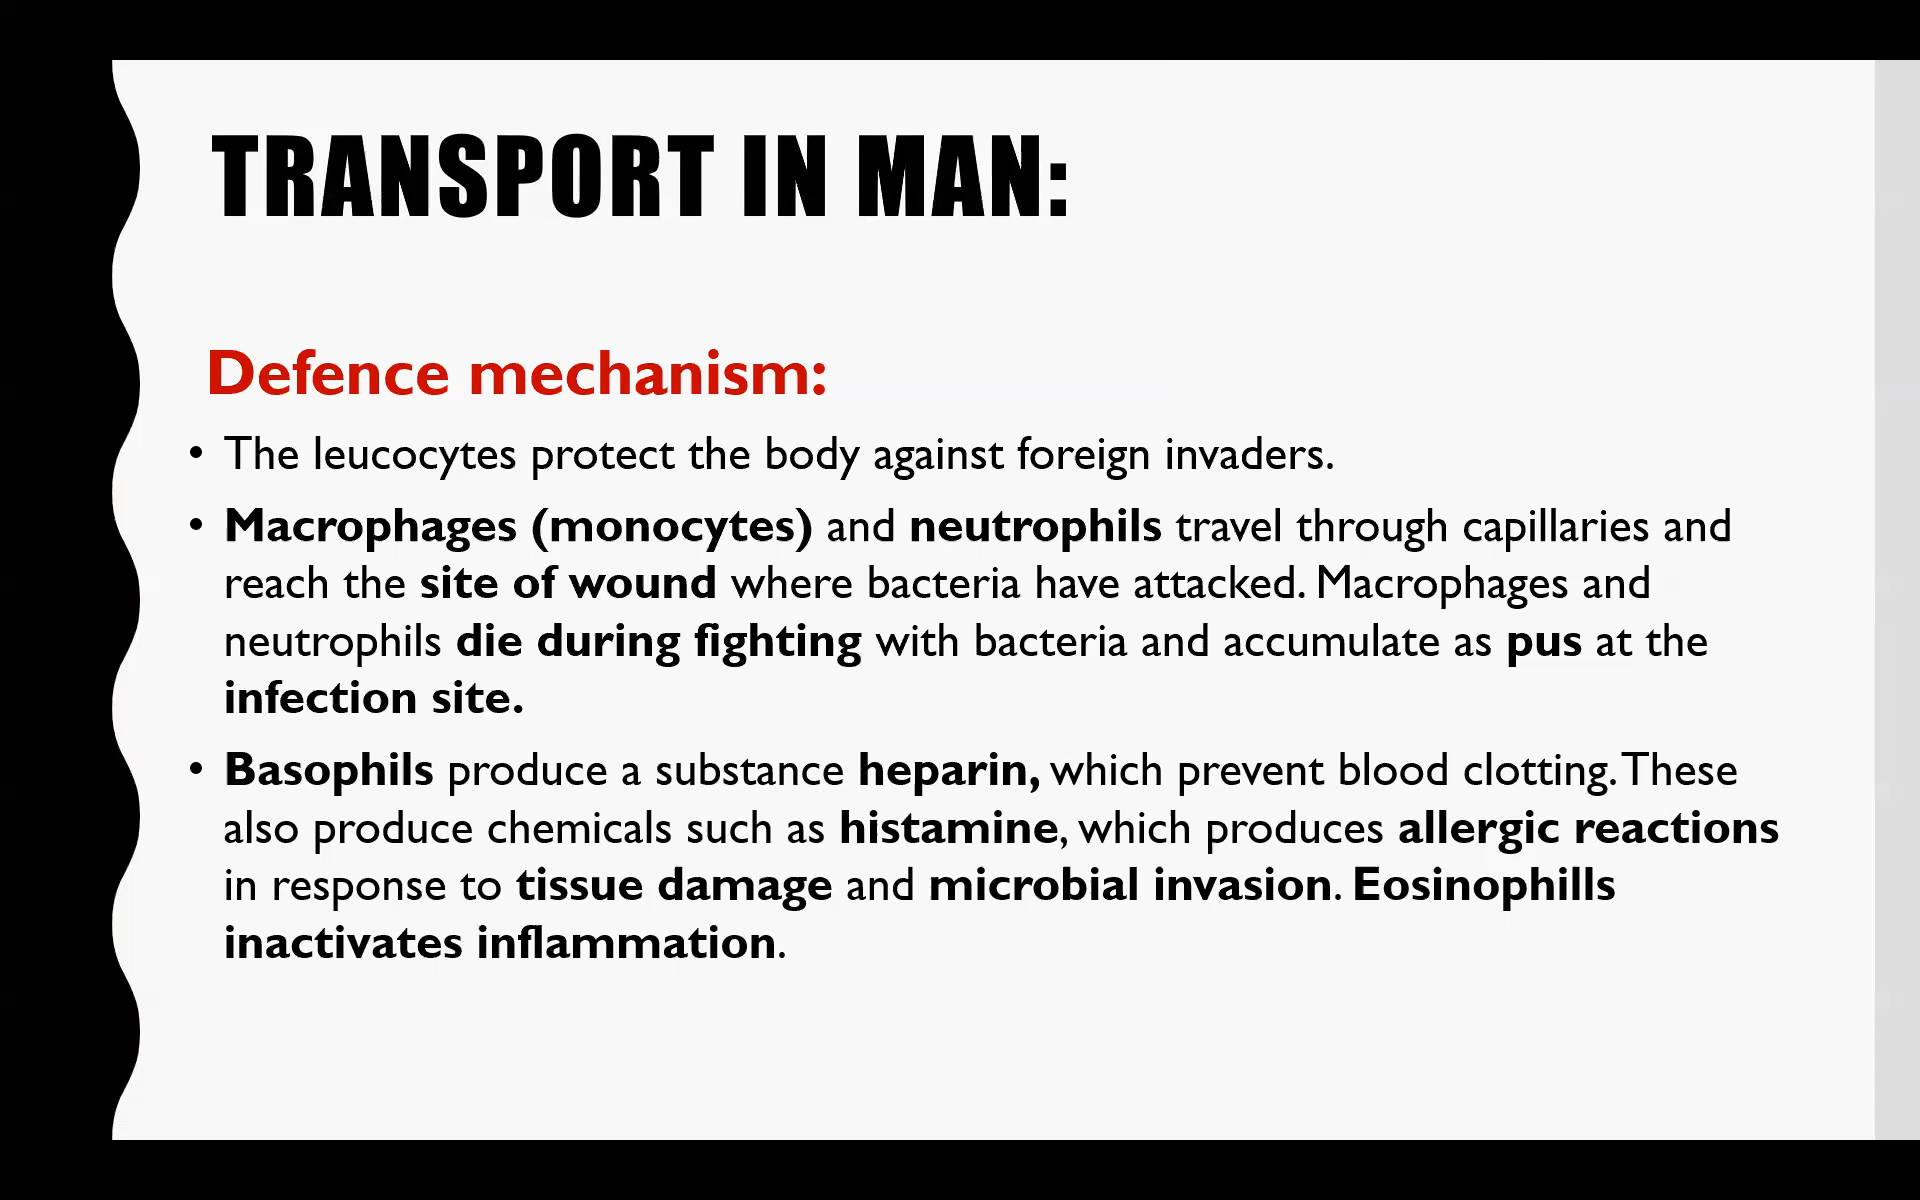 TRANSPORT IN MAN:
Defence mechanism:
• The leucocytes protect the body against foreign invaders.
• Macrophages (monocytes) and neutrophils travel through capillaries and
reach the site of wound where bacteria have attacked. Macrophages and
neutrophils die during fighting with bacteria and accumulate as pus at the
infection site.
• Basophils produce a substance heparin, which prevent blood clotting. These
also produce chemicals such as histamine, which produces allergic reactions
in response to tissue damage and microbial invasion. Eosinophills
inactivates inflammation.